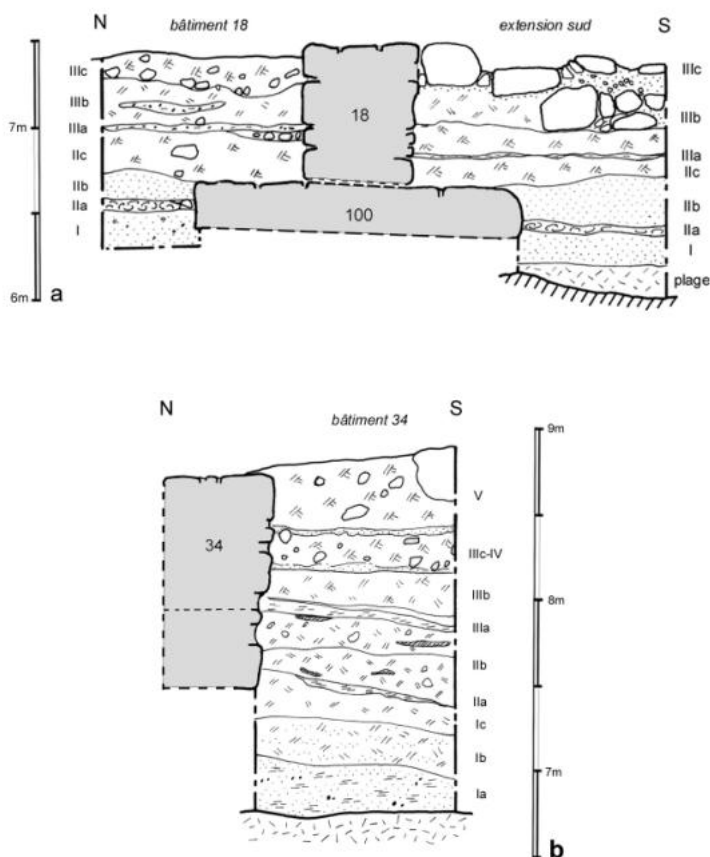 N bâtiment 18 extension sud S
a
IIIc
IIIb
7m
IIIa
IIc
IIb
IIa
I
6m
18
100
IIIc
IIIb
IIIa
IIc
IIb
IIa
I
plage
N bâtiment 34 S
34
V
IIIc-IV
IIIb
IIIa
IIb
IIa
Ic
Ib
Ia
9m
8m
7m
b